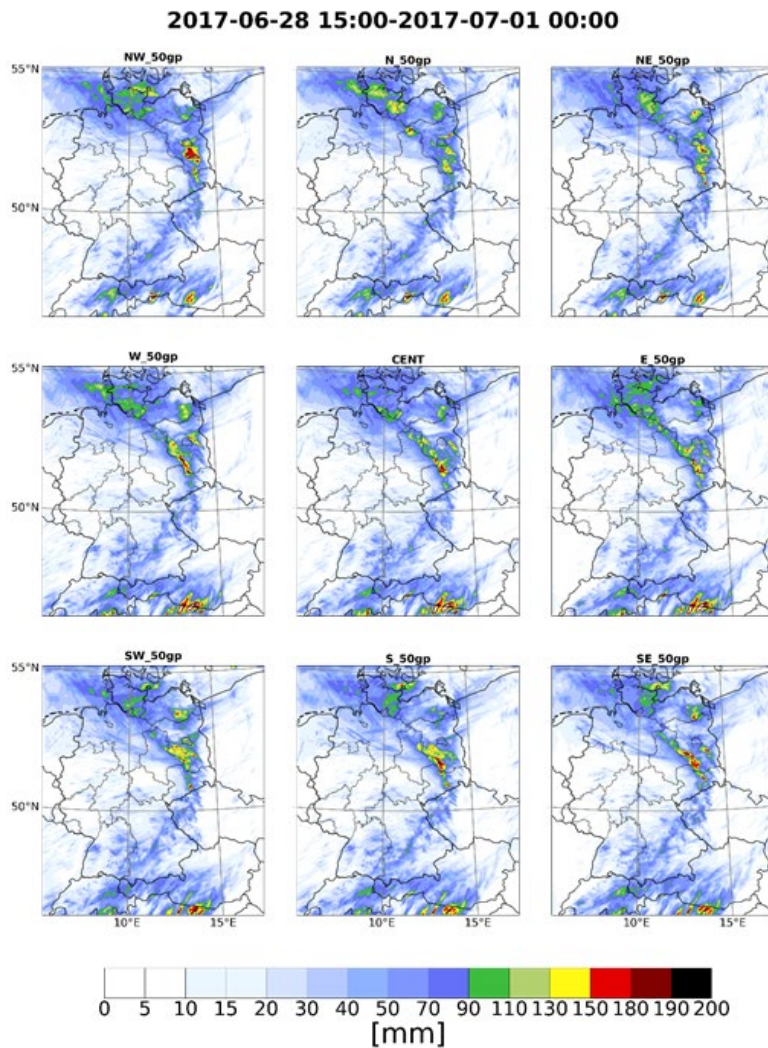 2017-06-28 15:00-2017-07-01 00:00
NW_50gp N_50gp NE_50gp
55°N
50°N
W_50gp CENT E_50gp
55°N
50°N
SW_50gp S_50gp SE_50gp
55°N
50°N
10°E 15°E 10°E 15°E 10°E 15°E
0 5 10 15 20 30 40 50 70 90 110 130 150 180 190 200
[mm]